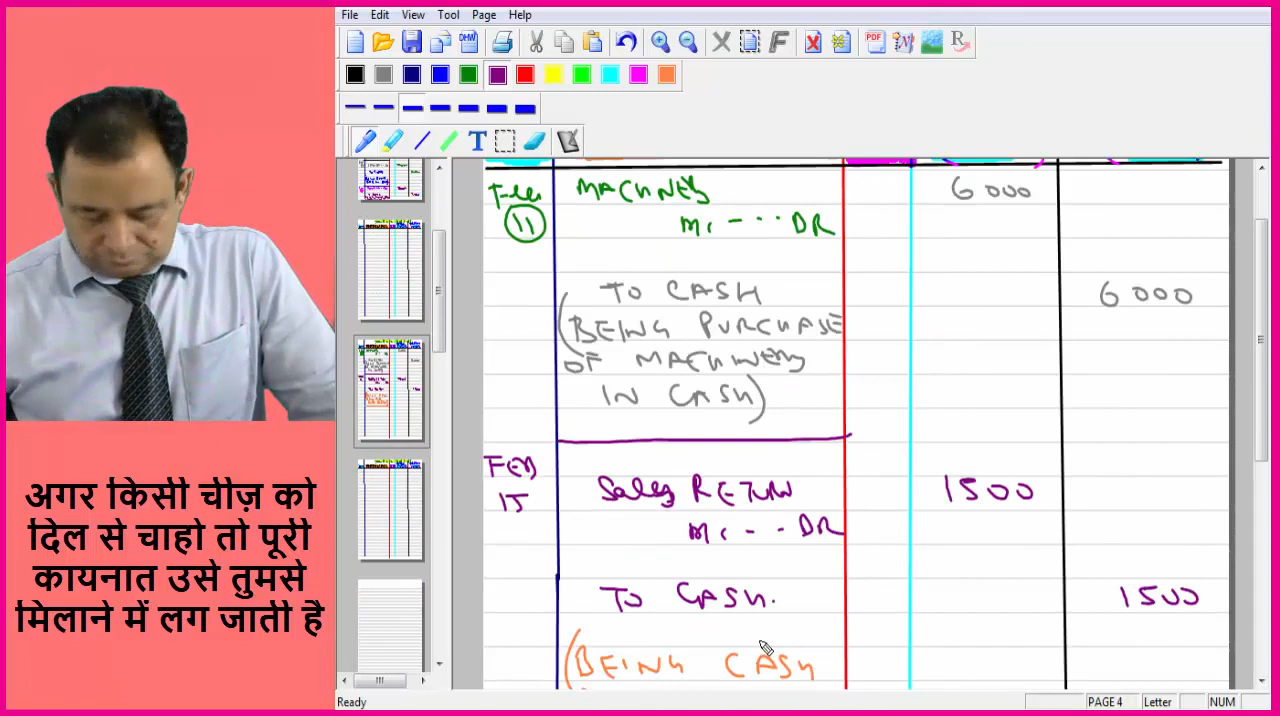 File Edit View Tool Page Help
अगर किसी चीज़ को
दिल से चाहो तो पूरी
कायनात उसे तुमसे
मिलाने में लग जाती है
11
MACHINERY 6000
DR
TO CASH 6000
(BEING PURCHASE
OF MACHINERY
IN CASH)
FEB
15
Sales RETURN 1500
DR
TO CASH. 1500
(BEING CASH
Ready PAGE 4 Letter NUM